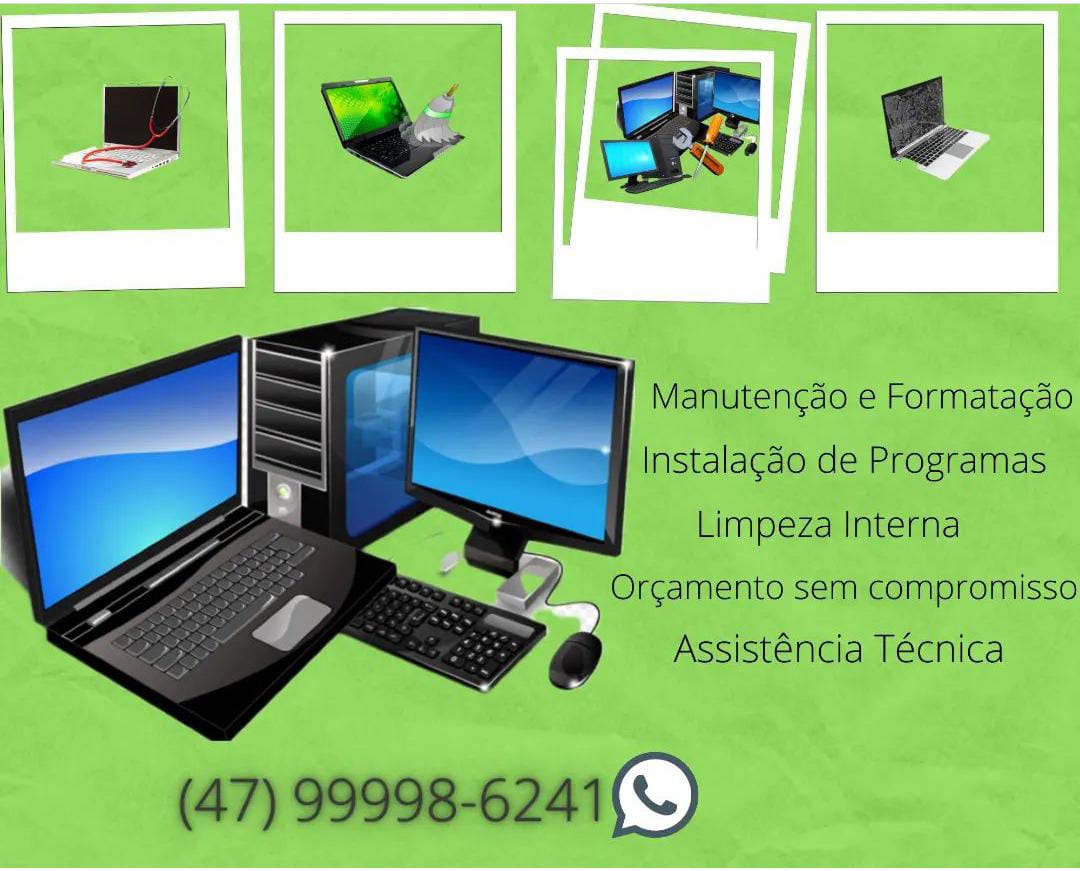 Manutenção e Formatação
Instalação de Programas
Limpeza Interna
Orçamento sem compromisso
Assistência Técnica
(47) 99998-6241